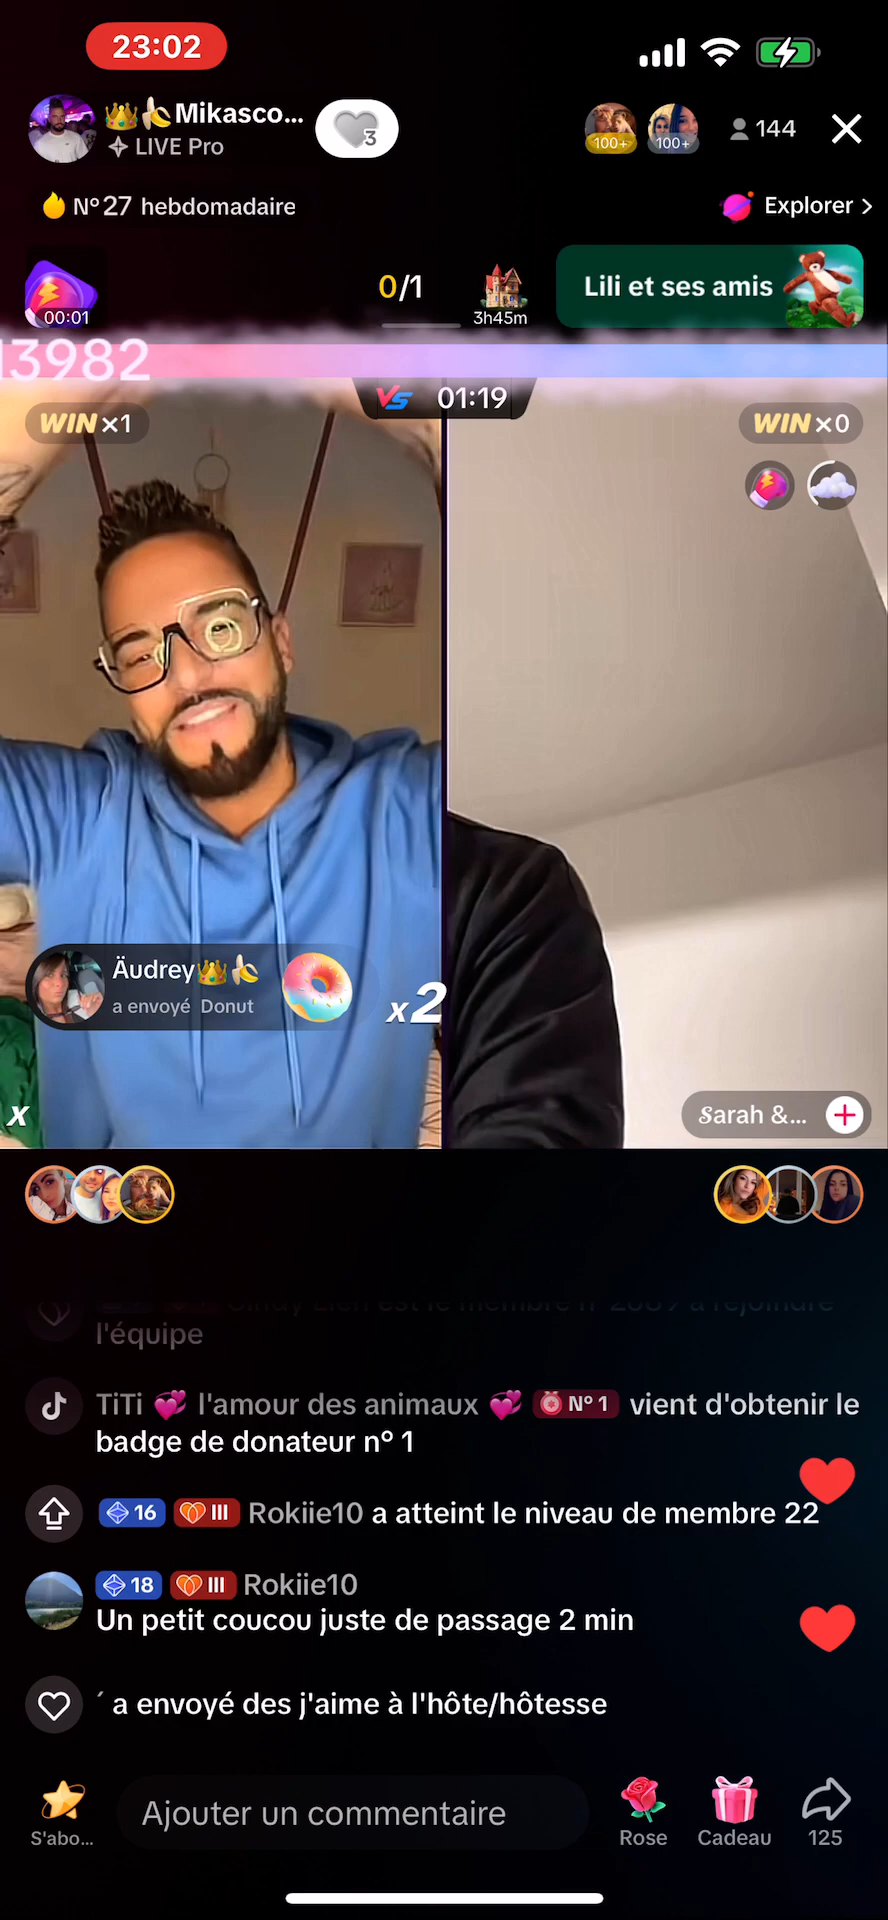 23:02
👑🍌Mikasco...
LIVE Pro
3
100+
100+
144
N° 27 hebdomadaire
Explorer >
00:01
0/1
3h45m
Lili et ses amis
13982
VS 01:19
WIN x1
WIN x0
Äudrey👑🍌
a envoyé Donut
x2
x
Sarah &...
l'équipe
TiTi 💞 l'amour des animaux 💞 N° 1 vient d'obtenir le
badge de donateur n° 1
16 III Rokiie10 a atteint le niveau de membre 22
18 III Rokiie10
Un petit coucou juste de passage 2 min
´ a envoyé des j'aime à l'hôte/hôtesse
S'abo...
Ajouter un commentaire
Rose
Cadeau
125